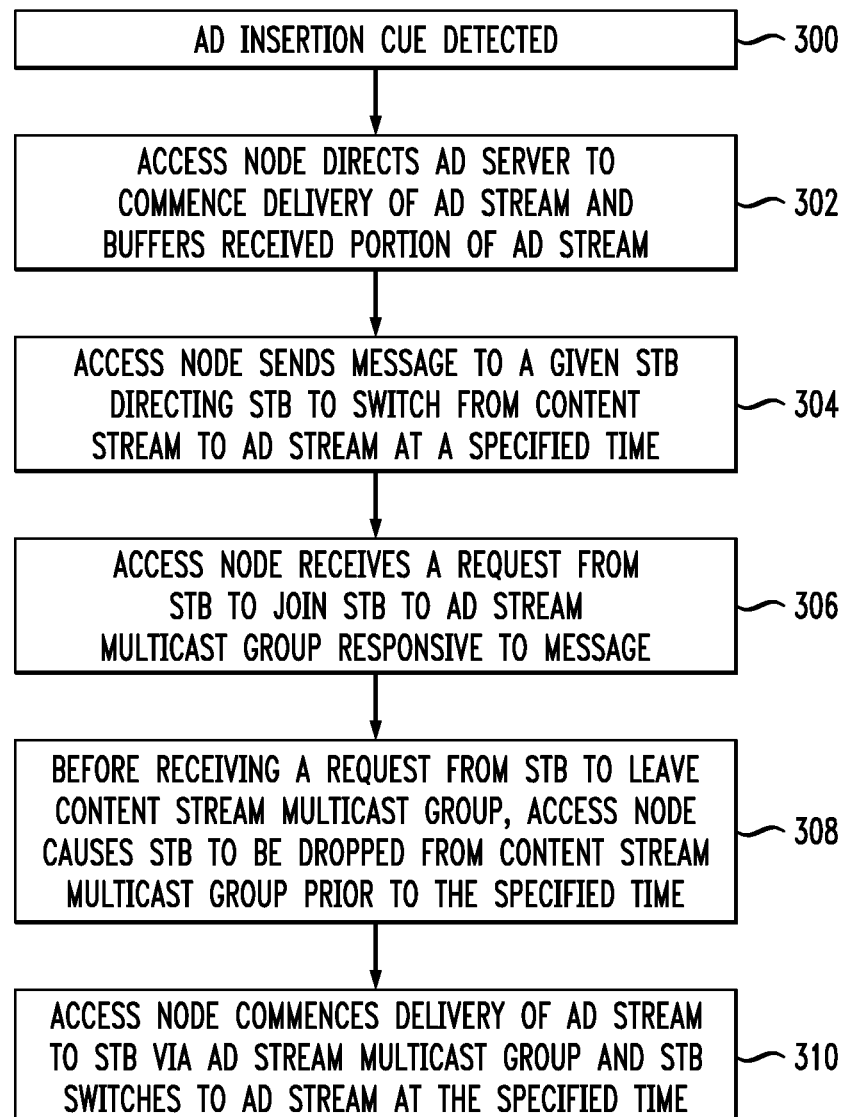 AD INSERTION CUE DETECTED
300
ACCESS NODE DIRECTS AD SERVER TO
COMMENCE DELIVERY OF AD STREAM AND
BUFFERS RECEIVED PORTION OF AD STREAM
302
ACCESS NODE SENDS MESSAGE TO A GIVEN STB
DIRECTING STB TO SWITCH FROM CONTENT
STREAM TO AD STREAM AT A SPECIFIED TIME
304
ACCESS NODE RECEIVES A REQUEST FROM
STB TO JOIN STB TO AD STREAM
MULTICAST GROUP RESPONSIVE TO MESSAGE
306
BEFORE RECEIVING A REQUEST FROM STB TO LEAVE
CONTENT STREAM MULTICAST GROUP, ACCESS NODE
CAUSES STB TO BE DROPPED FROM CONTENT STREAM
MULTICAST GROUP PRIOR TO THE SPECIFIED TIME
308
ACCESS NODE COMMENCES DELIVERY OF AD STREAM
TO STB VIA AD STREAM MULTICAST GROUP AND STB
SWITCHES TO AD STREAM AT THE SPECIFIED TIME
310